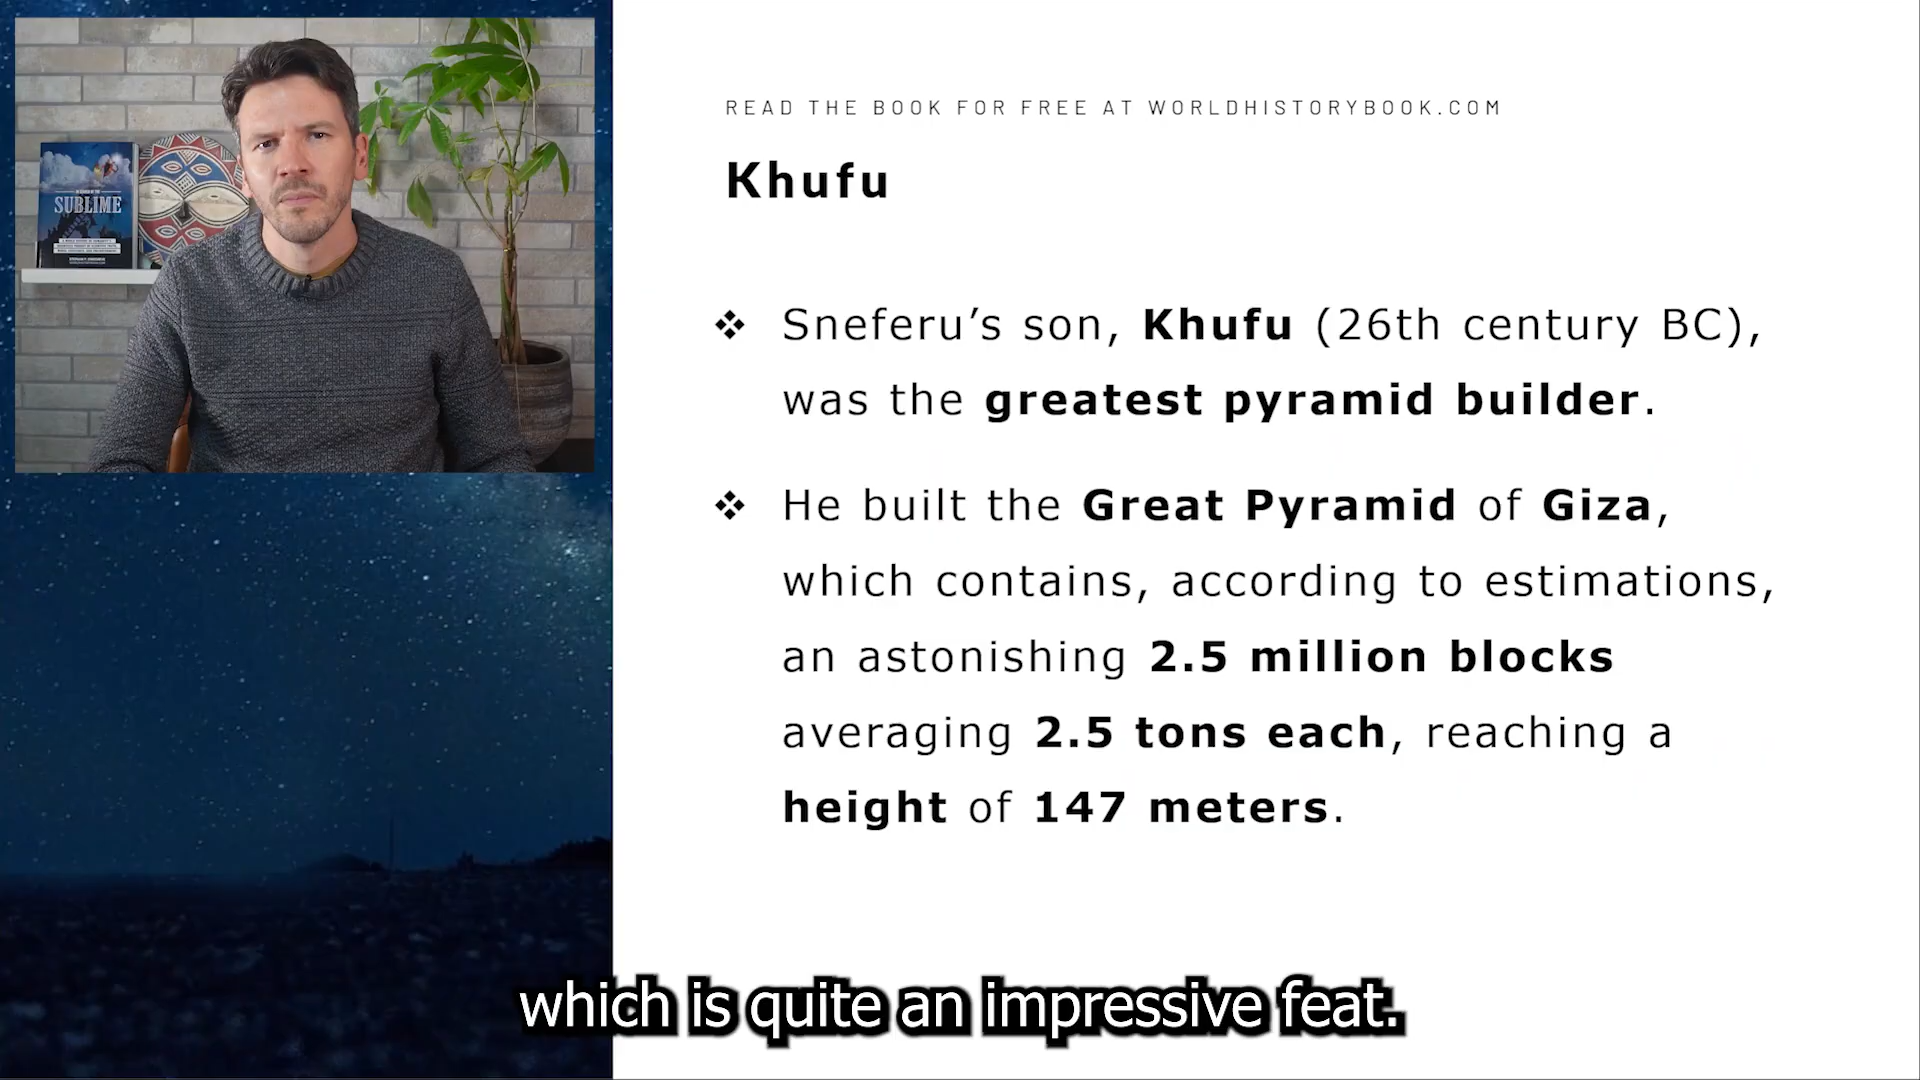 READ THE BOOK FOR FREE AT WORLDHISTORYBOOK.COM
Khufu
❖ Sneferu’s son, Khufu (26th century BC),
was the greatest pyramid builder.
❖ He built the Great Pyramid of Giza,
which contains, according to estimations,
an astonishing 2.5 million blocks
averaging 2.5 tons each, reaching a
height of 147 meters.
SUBLIME
which is quite an impressive feat.